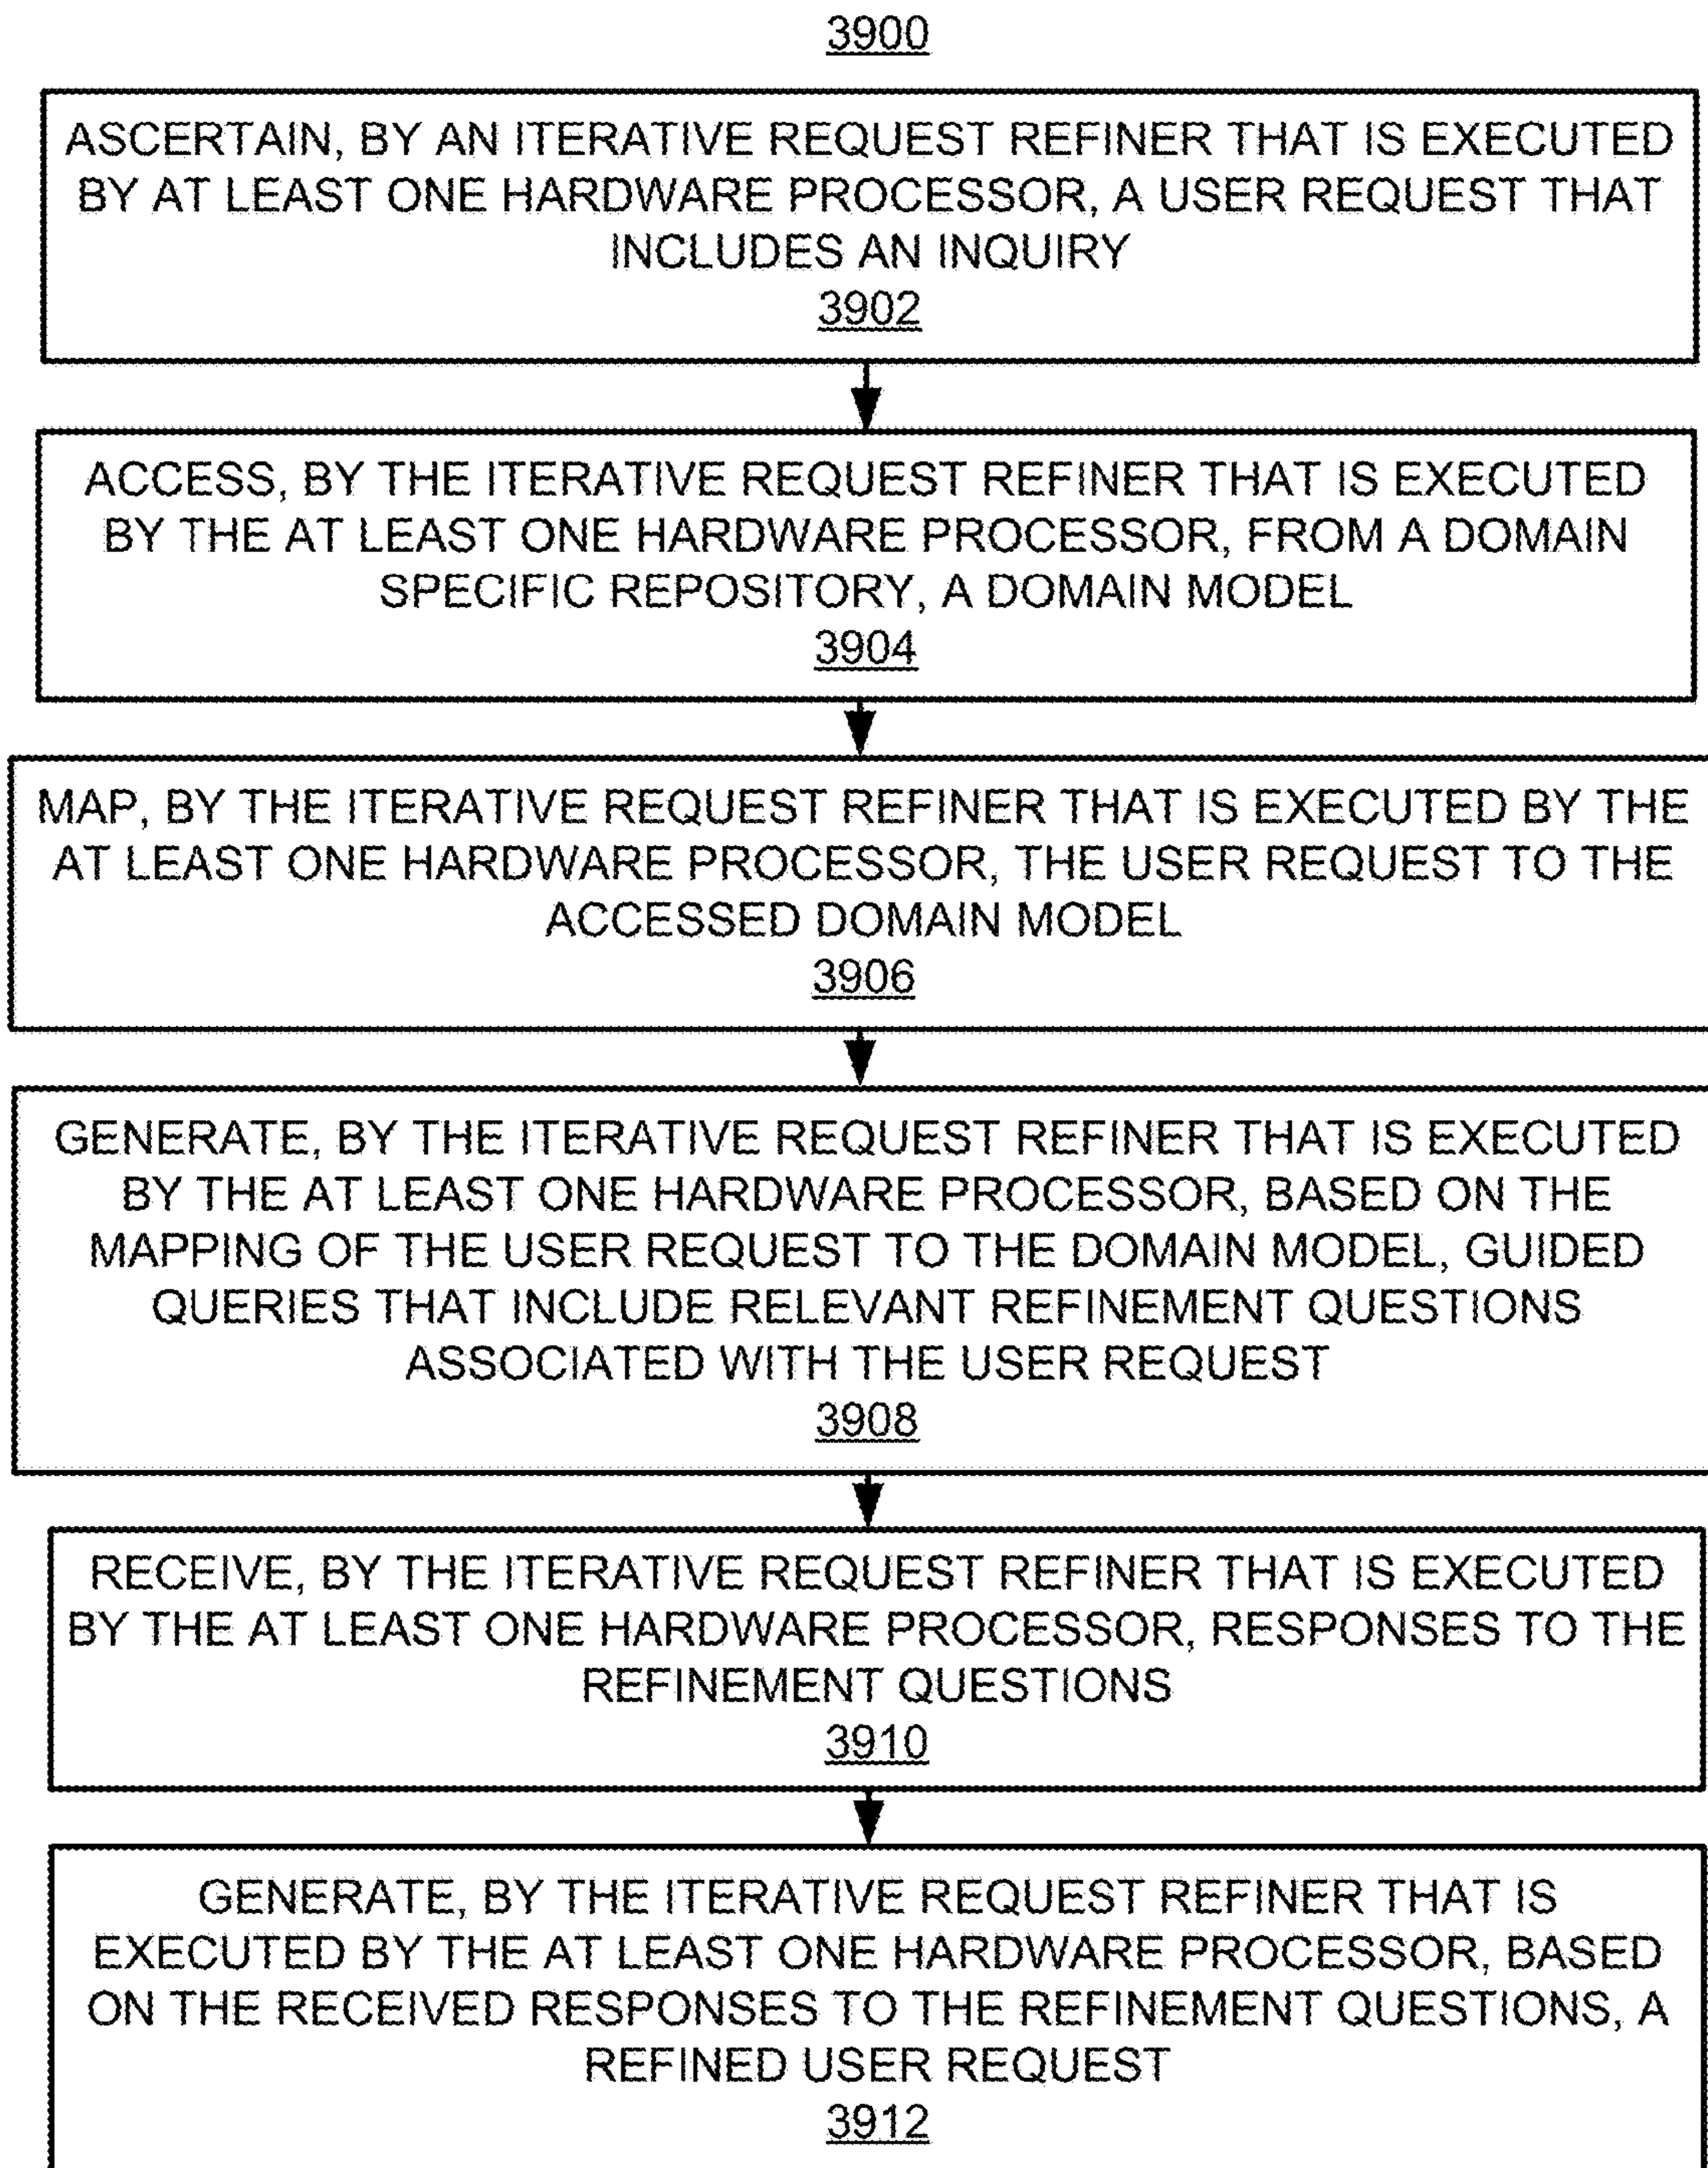 3900
ASCERTAIN, BY AN ITERATIVE REQUEST REFINER THAT IS EXECUTED
BY AT LEAST ONE HARDWARE PROCESSOR, A USER REQUEST THAT
INCLUDES AN INQUIRY
3902
ACCESS, BY THE ITERATIVE REQUEST REFINER THAT IS EXECUTED
BY THE AT LEAST ONE HARDWARE PROCESSOR, FROM A DOMAIN
SPECIFIC REPOSITORY, A DOMAIN MODEL
3904
MAP, BY THE ITERATIVE REQUEST REFINER THAT IS EXECUTED BY THE
AT LEAST ONE HARDWARE PROCESSOR, THE USER REQUEST TO THE
ACCESSED DOMAIN MODEL
3906
GENERATE, BY THE ITERATIVE REQUEST REFINER THAT IS EXECUTED
BY THE AT LEAST ONE HARDWARE PROCESSOR, BASED ON THE
MAPPING OF THE USER REQUEST TO THE DOMAIN MODEL, GUIDED
QUERIES THAT INCLUDE RELEVANT REFINEMENT QUESTIONS
ASSOCIATED WITH THE USER REQUEST
3908
RECEIVE, BY THE ITERATIVE REQUEST REFINER THAT IS EXECUTED
BY THE AT LEAST ONE HARDWARE PROCESSOR, RESPONSES TO THE
REFINEMENT QUESTIONS
3910
GENERATE, BY THE ITERATIVE REQUEST REFINER THAT IS
EXECUTED BY THE AT LEAST ONE HARDWARE PROCESSOR, BASED
ON THE RECEIVED RESPONSES TO THE REFINEMENT QUESTIONS, A
REFINED USER REQUEST
3912